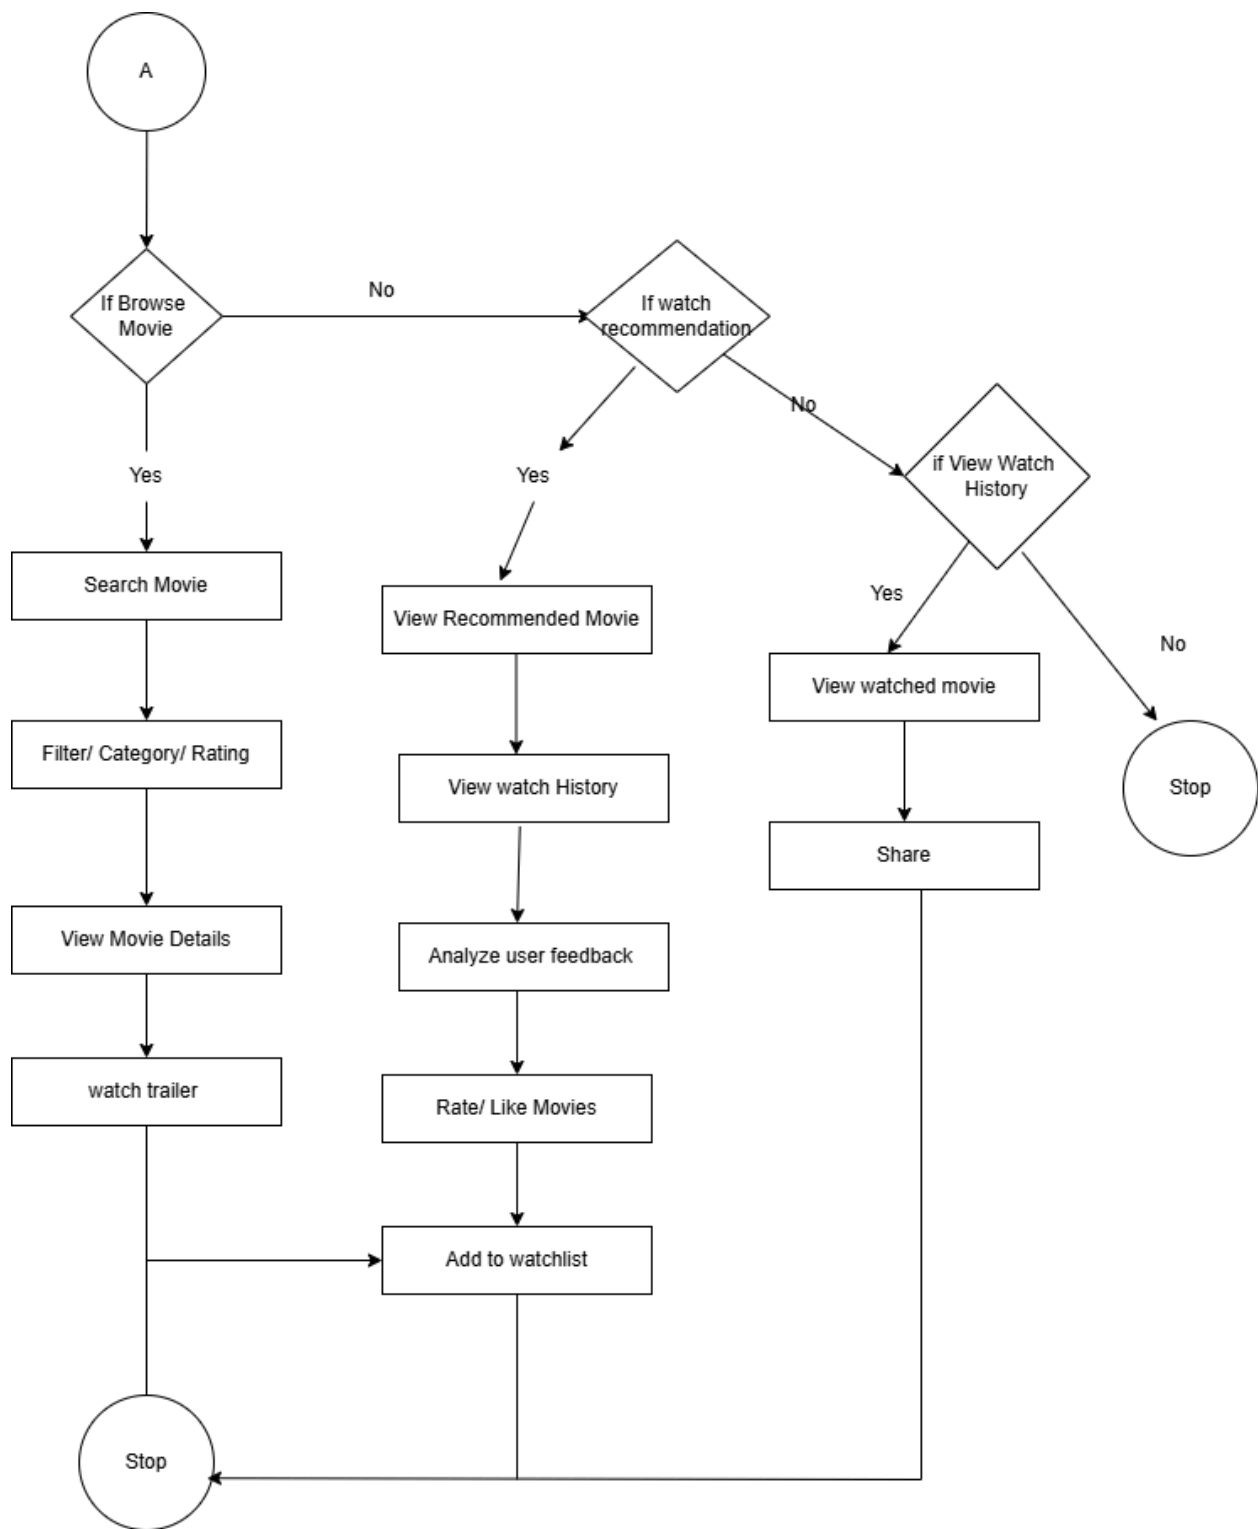 A
If Browse
Movie
No
If watch
recommendation
No
if View Watch
History
Yes
Yes
Yes
No
Search Movie
View Recommended Movie
View watched movie
Filter/ Category/ Rating
View watch History
Stop
Share
View Movie Details
Analyze user feedback
watch trailer
Rate/ Like Movies
Add to watchlist
Stop